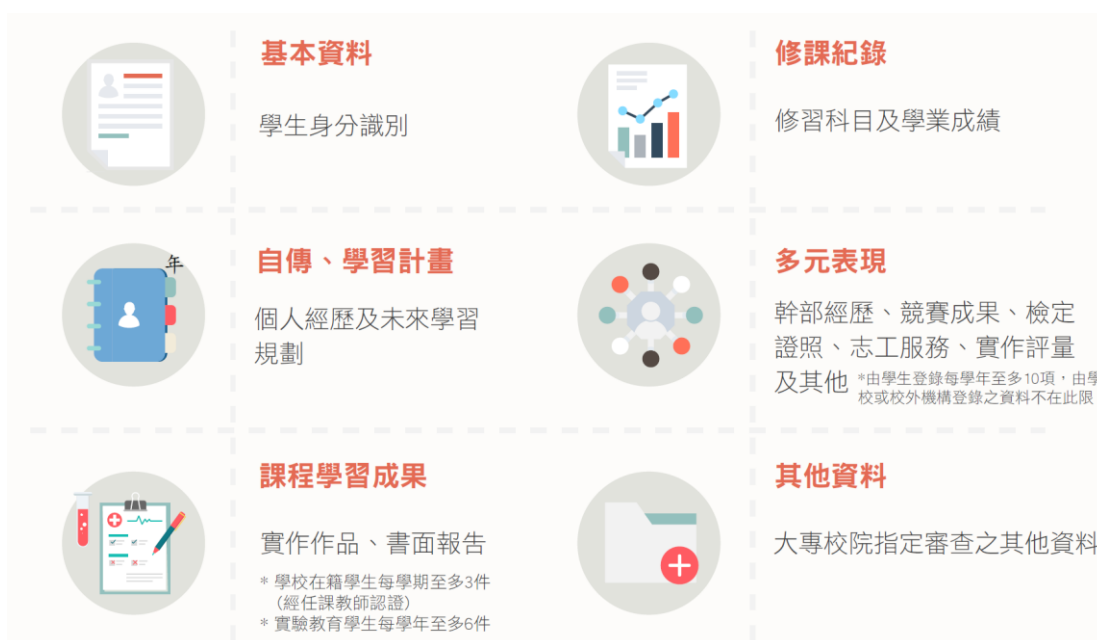 基本資料
學生身分識別
修課紀錄
修習科目及學業成績
年
自傳、學習計畫
個人經歷及未來學習
規劃
多元表現
幹部經歷、競賽成果、檢定
證照、志工服務、實作評量
及其他 *由學生登錄每學年至多10項，由學
校或校外機構登錄之資料不在此限
課程學習成果
實作作品、書面報告
* 學校在籍學生每學期至多3件
(經任課教師認證)
* 實驗教育學生每學年至多6件
其他資料
大專校院指定審查之其他資料